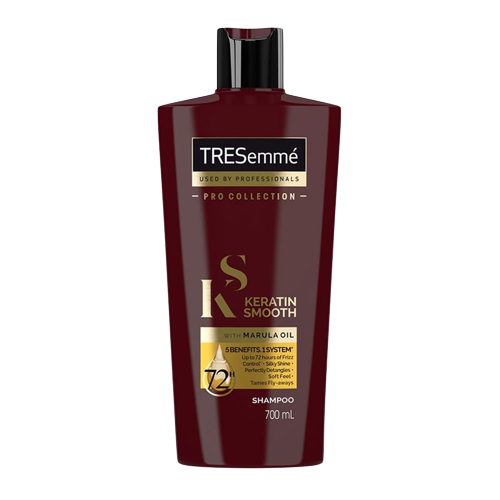 TRESemmé
USED BY PROFESSIONALS
PRO COLLECTION
KS
KERATIN
SMOOTH
WITH MARULA OIL
5 BENEFITS, 1 SYSTEM*
Up to 72 hours of Frizz
Control • Silky Shine •
Perfectly Detangles •
Soft Feel •
Tames Fly-aways
72H
SHAMPOO
700 mL